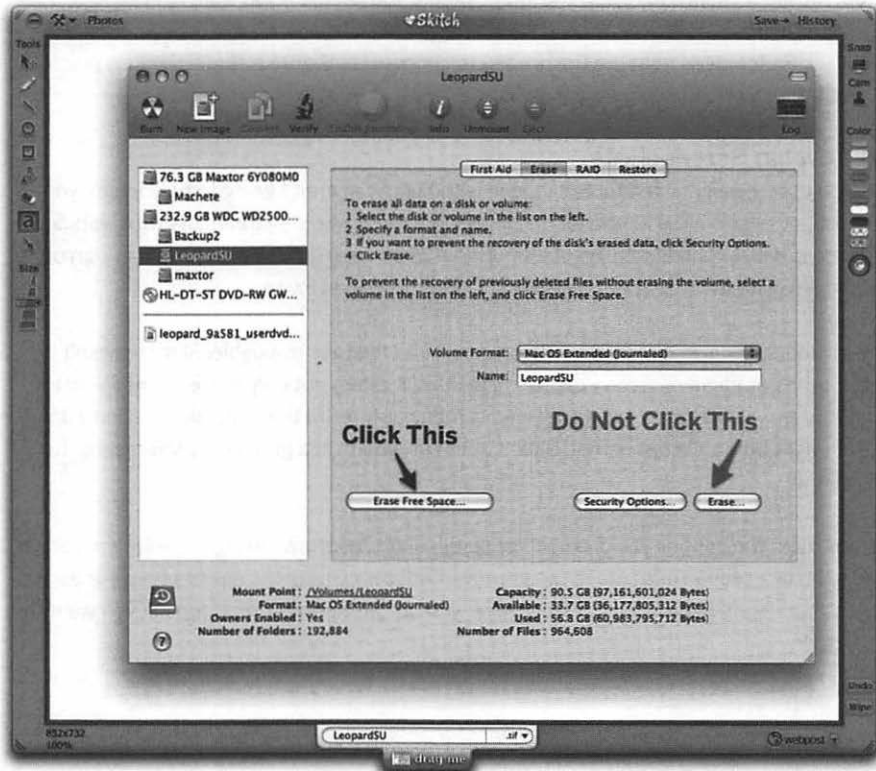 Photos
Skitch
Save→ History
Tools
Snap
Cam
Color
Size
LeopardSU
Burn New Image Convert Verify Enable Journaling Info Unmount Eject
Log
76.3 GB Maxtor 6Y080M0
Machete
232.9 GB WDC WD2500...
Backup2
LeopardSU
maxtor
HL-DT-ST DVD-RW GW...
leopard_9a581_userdvd...
First Aid Erase RAID Restore
To erase all data on a disk or volume:
1 Select the disk or volume in the list on the left.
2 Specify a format and name.
3 If you want to prevent the recovery of the disk's erased data, click Security Options.
4 Click Erase.
To prevent the recovery of previously deleted files without erasing the volume, select a
volume in the list on the left, and click Erase Free Space.
Volume Format: Mac OS Extended (Journaled)
Name: LeopardSU
Click This
Do Not Click This
Erase Free Space...
Security Options...
Erase...
Mount Point : /Volumes/LeopardSU
Format : Mac OS Extended (Journaled)
Owners Enabled : Yes
Number of Folders : 192,884
Capacity : 90.5 GB (97,161,601,024 Bytes)
Available : 33.7 GB (36,177,805,312 Bytes)
Used : 56.8 GB (60,983,795,712 Bytes)
Number of Files : 964,608
Undo
Wipe
852x732
100%
LeopardSU
.tif
webpost
drag me